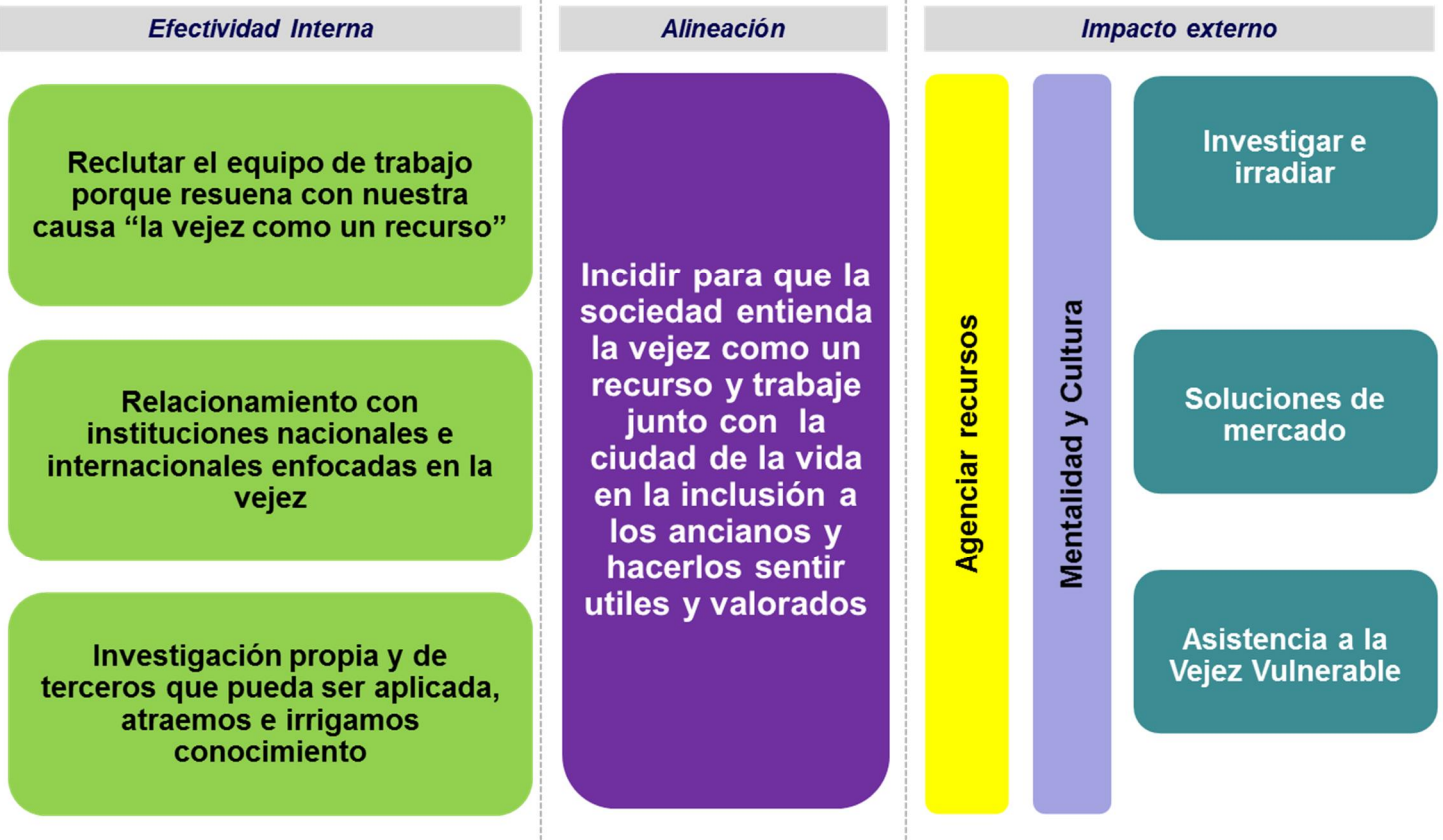 Efectividad Interna
Alineación
Impacto externo
Reclutar el equipo de trabajo
porque resuena con nuestra
causa “la vejez como un recurso”
Relacionamiento con
instituciones nacionales e
internacionales enfocadas en la
vejez
Investigación propia y de
terceros que pueda ser aplicada,
atraemos e irrigamos
conocimiento
Incidir para que la
sociedad entienda
la vejez como un
recurso y trabaje
junto con la
ciudad de la vida
en la inclusión a
los ancianos y
hacerlos sentir
utiles y valorados
Agenciar recursos
Mentalidad y Cultura
Investigar e
irradiar
Soluciones de
mercado
Asistencia a la
Vejez Vulnerable